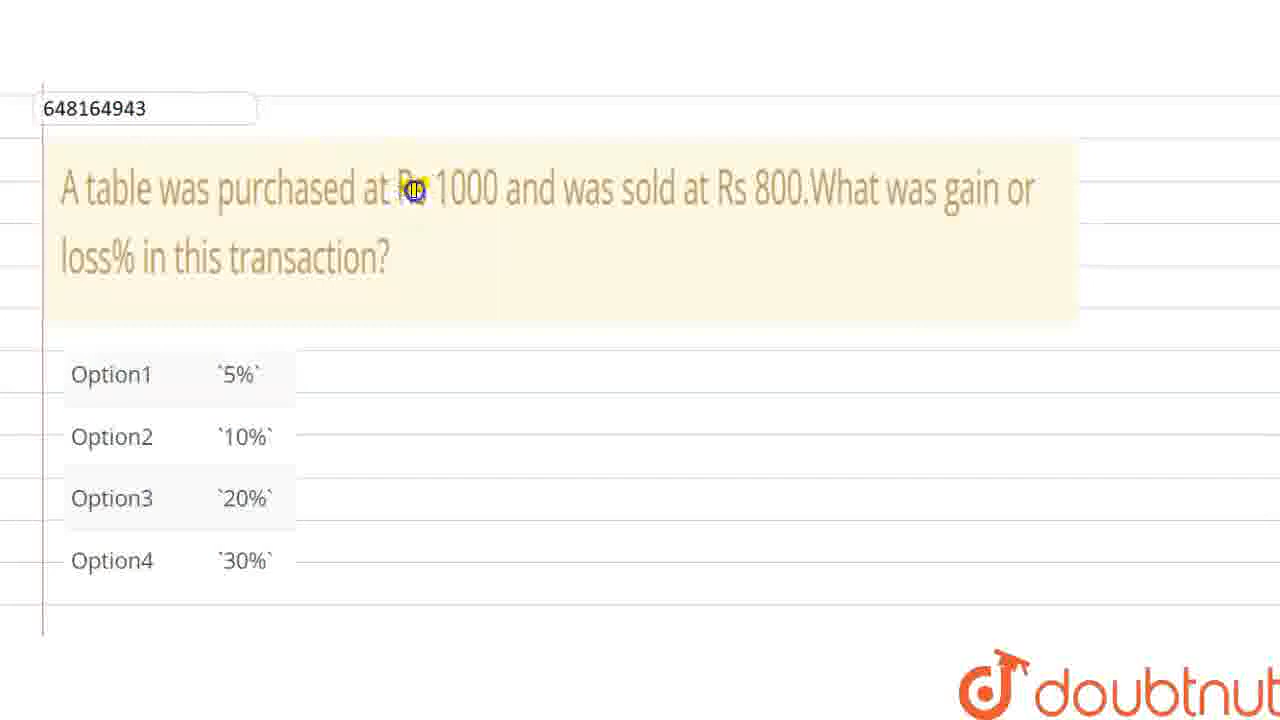 648164943
A table was purchased at Rs 1000 and was sold at Rs 800.What was gain or
loss% in this transaction?
Option1 `5%`
Option2 `10%`
Option3 `20%`
Option4 `30%`
doubtnut